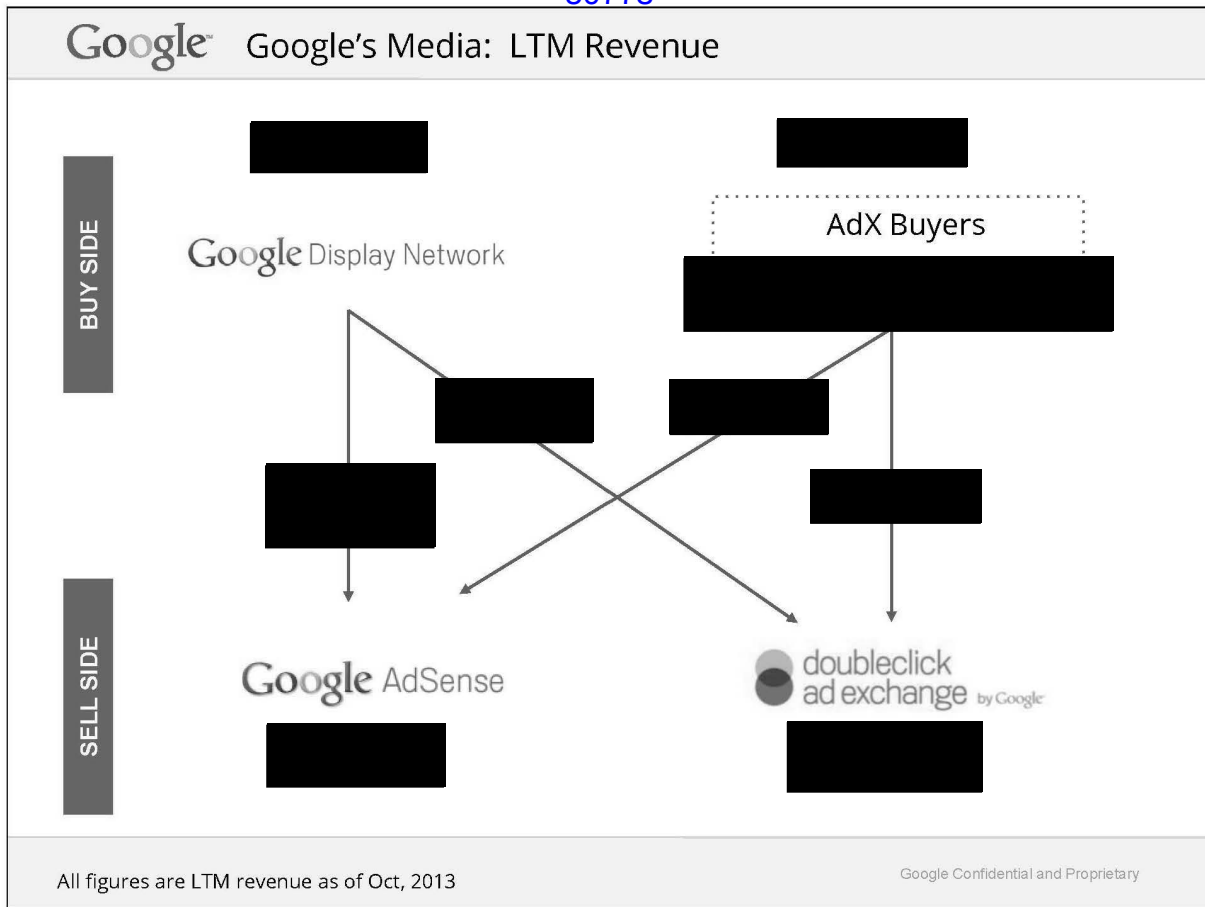 Google™ Google's Media: LTM Revenue
BUY SIDE
Google Display Network
AdX Buyers
SELL SIDE
Google AdSense
doubleclick
ad exchange by Google
All figures are LTM revenue as of Oct, 2013
Google Confidential and Proprietary